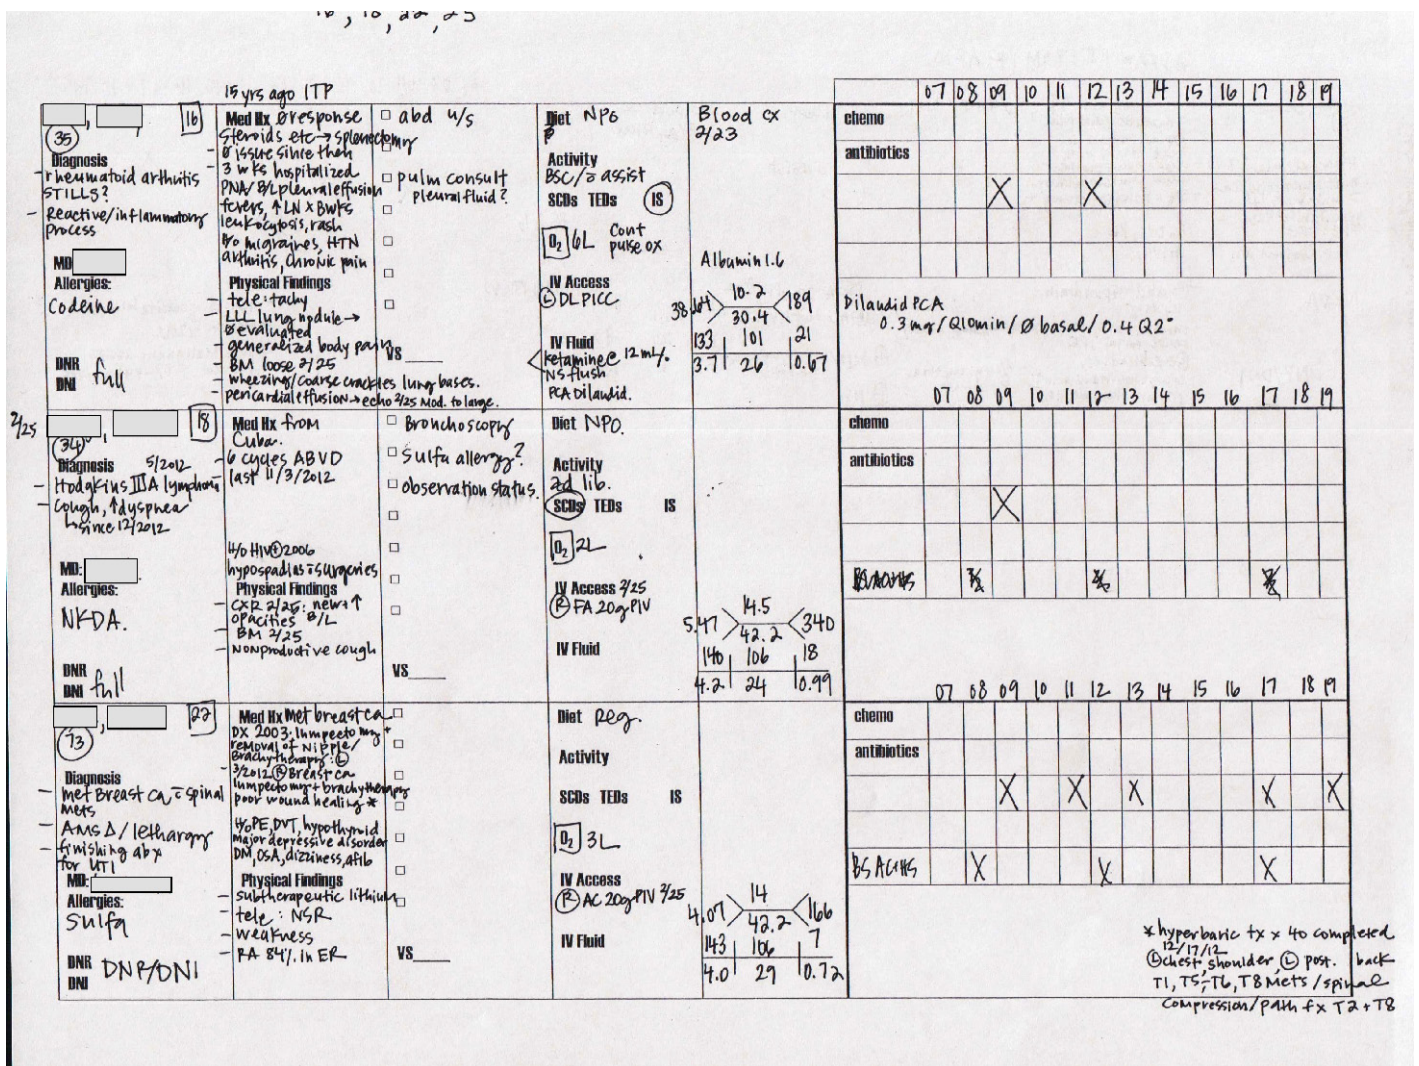 16, 18, 22, 25
15 yrs ago ITP
16
35
Diagnosis
- rheumatoid arthritis
STILLS?
- Reactive/inflammatory
process
MD
Allergies:
Codeine
DNR
DNI full
Med Hx Ø response
steroids etc → splenectomy
Ø issue since then
- 3 wks hospitalized
PNA/B/L pleural effusion
fevers, ↑LN x 8wks
leukocytosis, rash
H/o migraines, HTN
arthritis, chronic pain
Physical Findings
- tele: tachy
- LLL lung nodule →
Ø evaluated
- generalized body pain
- BM loose 2/25
- wheezing/coarse crackles lung bases.
- pericardial effusion → echo 2/25 Mod. to large.
□ abd u/s
□ pulm consult
pleural fluid?
VS
Diet NPO
Activity
BSC/c̄ assist
SCDs TEDs IS
O2 6L Cont
pulse ox
IV Access
Ⓛ DL PICC
IV Fluid
ketamine @ 12 mL/.
NS flush
PCA Dilaudid.
Blood cx
2/23
Albumin 1.6
10.2
189
30.4
133 101 21
3.7 26 0.67
07 08 09 10 11 12 13 14 15 16 17 18 19
chemo
antibiotics
X X
Dilaudid PCA
0.3 mg/Q10min/Ø basal/0.4 Q2°
2/25
18
34
Diagnosis 5/2012
- Hodgkins IIIA lymphoma
- Cough, ↑dyspnea
↳ since 12/2012
MD:
Allergies:
NKDA.
DNR
DNI full
Med Hx from
Cuba.
- 6 cycles ABVD
last 11/3/2012
H/o HIV⊕ 2006
hypospadias c̄ surgeries
Physical Findings
- CXR 2/25: new + ↑
opacities B/L
- BM 2/25
- Nonproductive cough
□ Bronchoscopy
□ Sulfa allergy?
□ observation status.
VS
Diet NPO.
Activity
ad lib.
SCDs TEDs IS
O2 2L
IV Access 2/25
Ⓡ FA 20g PIV
IV Fluid
14.5
5.47 340
42.2
140 106 18
4.2 24 0.99
07 08 09 10 11 12 13 14 15 16 17 18 19
chemo
antibiotics
X
22
73
Diagnosis
- met Breast Ca c̄ spinal
mets
- AMS Δ/lethargy
- finishing abx
for UTI
MD:
Allergies:
Sulfa
DNR
DNI DNR/DNI
Med Hx met breast ca
DX 2003. lumpectomy +
removal of Nipple/
Brachytherapy: Ⓛ
3/2012 Ⓡ Breast ca
lumpectomy + brachytherapy
poor wound healing *
H/o PE, DVT, hypothyroid
major depressive disorder
DM, OSA, dizziness, afib
Physical Findings
- subtherapeutic lithium
- tele: NSR
- weakness
- RA 84% in ER
VS
Diet Reg.
Activity
SCDs TEDs IS
O2 3L
IV Access
Ⓡ AC 20g PIV 2/25
IV Fluid
14
4.07 166
42.2
143 106 7
4.0 29 0.72
07 08 09 10 11 12 13 14 15 16 17 18 19
chemo
antibiotics
X X X X X
BS ACHS X X X
* hyperbaric tx x 40 completed
12/17/12
Ⓛ chest, shoulder, Ⓛ post. back
T1, T5-T6, T8 Mets/spinal
compression/path fx T2 + T8